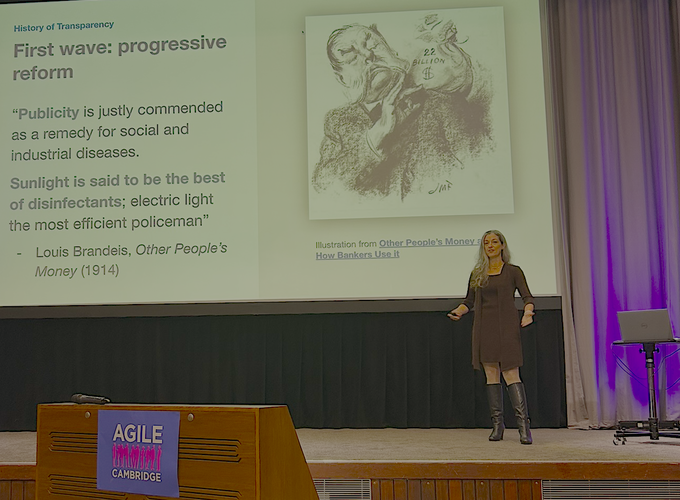 History of Transparency
First wave: progressive
reform
“Publicity is justly commended
as a remedy for social and
industrial diseases.
Sunlight is said to be the best
of disinfectants; electric light
the most efficient policeman”
- Louis Brandeis, Other People’s
Money (1914)
22
BILLION
$
Illustration from Other People’s Money
How Bankers Use it
AGILE
CAMBRIDGE